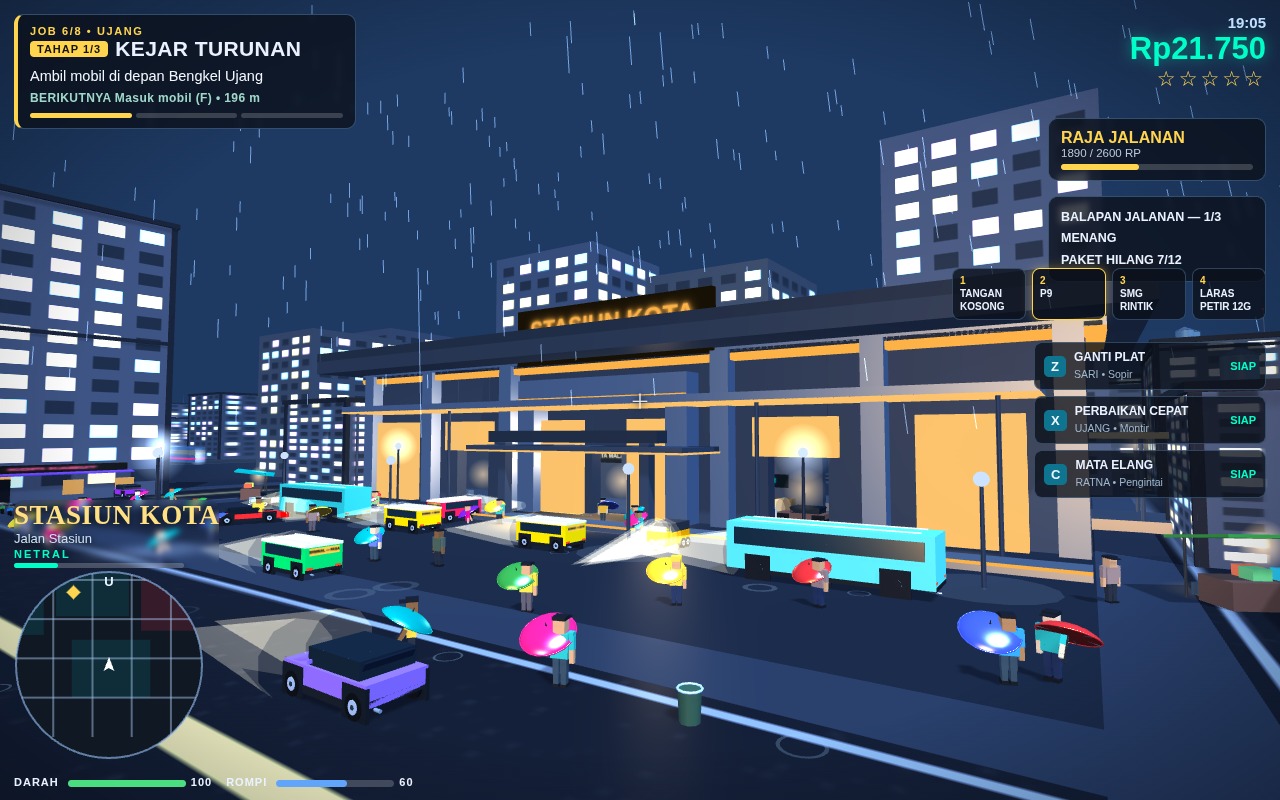 JOB 6/8 • UJANG
TAHAP 1/3 KEJAR TURUNAN
Ambil mobil di depan Bengkel Ujang
BERIKUTNYA Masuk mobil (F) • 196 m
19:05
Rp21.750
☆☆☆☆☆
RAJA JALANAN
1890 / 2600 RP
BALAPAN JALANAN — 1/3
MENANG
PAKET HILANG 7/12
1
TANGAN
KOSONG
2
P9
3
SMG
RINTIK
4
LARAS
PETIR 12G
Z
GANTI PLAT
SARI • Sopir
SIAP
X
PERBAIKAN CEPAT
UJANG • Montir
SIAP
C
MATA ELANG
RATNA • Pengintai
SIAP
STASIUN KOTA
STASIUN KOTA
Jalan Stasiun
NETRAL
U
DARAH 100 ROMPI 60